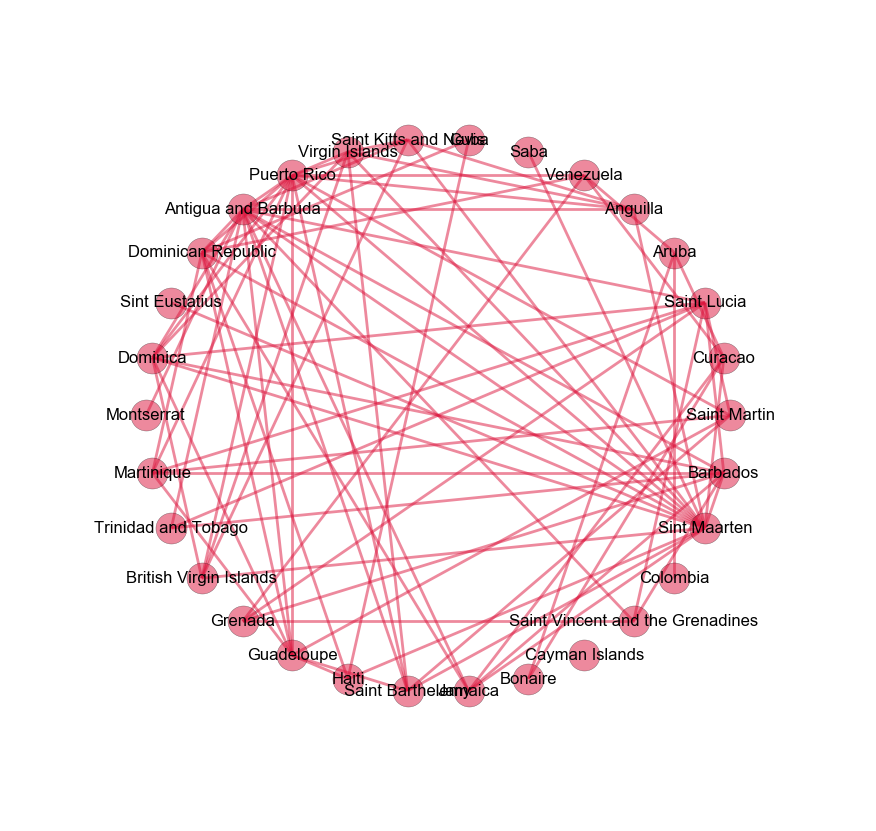 Saint Kitts and Nevis
Cuba
Virgin Islands
Saba
Puerto Rico
Venezuela
Antigua and Barbuda
Anguilla
Dominican Republic
Aruba
Sint Eustatius
Saint Lucia
Dominica
Curacao
Montserrat
Saint Martin
Martinique
Barbados
Trinidad and Tobago
Sint Maarten
British Virgin Islands
Colombia
Grenada
Saint Vincent and the Grenadines
Guadeloupe
Cayman Islands
Haiti
Bonaire
Saint Barthelemy
Jamaica